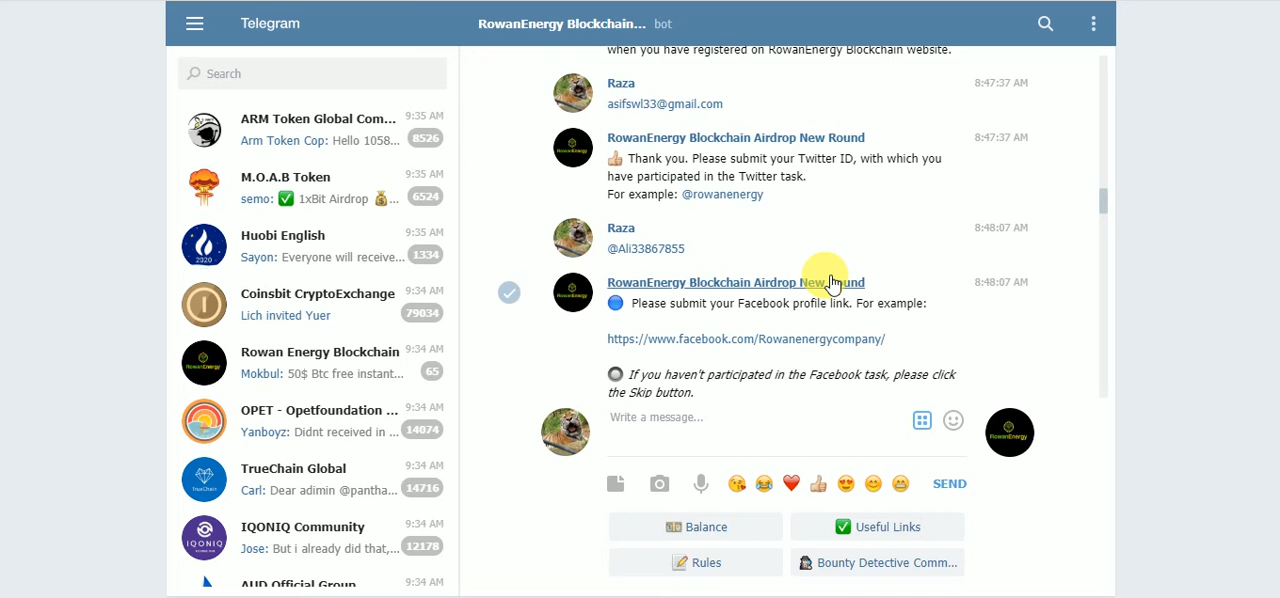 Telegram
RowanEnergy Blockchain... bot
Search
ARM Token Global Com... 9:35 AM
Arm Token Cop: Hello 1058... 8526
M.O.A.B Token 9:35 AM
semo: ✅ 1xBit Airdrop 💰... 6524
Huobi English 9:35 AM
Sayon: Everyone will receive... 1334
2020
Coinsbit CryptoExchange 9:34 AM
Lich invited Yuer 79034
Rowan Energy Blockchain 9:34 AM
Mokbul: 50$ Btc free instant... 65
RowanEnergy
OPET - Opetfoundation ... 9:34 AM
Yanboyz: Didnt received in ... 14074
TrueChain Global 9:34 AM
Carl: Dear aimin @pantha... 14716
TRUECHAIN
IQONIQ Community 9:34 AM
Jose: But i already did that,... 12178
IQONIQ
AUD Official Group 9:34 AM
when you have registered on RowanEnergy Blockchain website.
Raza 8:47:37 AM
asifswl33@gmail.com
RowanEnergy Blockchain Airdrop New Round 8:47:37 AM
👍 Thank you. Please submit your Twitter ID, with which you
have participated in the Twitter task.
For example: @rowanenergy
Raza 8:48:07 AM
@Ali33867855
RowanEnergy Blockchain Airdrop New Round 8:48:07 AM
🔵 Please submit your Facebook profile link. For example:
https://www.facebook.com/Rowanenergycompany/
🔘 If you haven't participated in the Facebook task, please click
the Skip button.
Write a message...
RowanEnergy
SEND
Balance
✅ Useful Links
📝 Rules
Bounty Detective Comm...